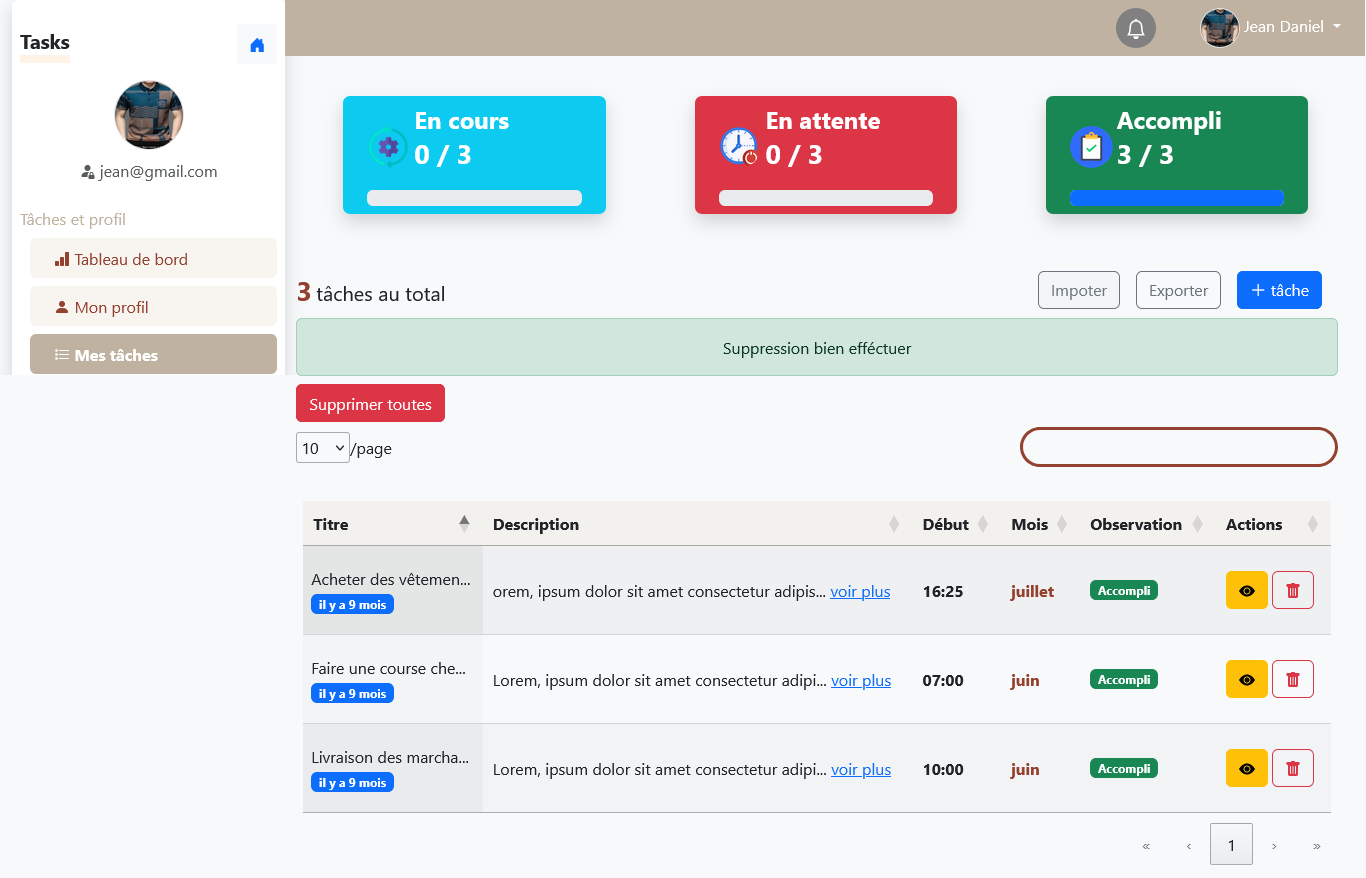 Tasks
Jean Daniel
jean@gmail.com
Tâches et profil
Tableau de bord
Mon profil
Mes tâches
En cours
0 / 3
En attente
0 / 3
Accompli
3 / 3
3 tâches au total
Impoter
Exporter
+ tâche
Suppression bien efféctuer
Supprimer toutes
10 /page
Titre Description Début Mois Observation Actions
Acheter des vêtemen...
il y a 9 mois
orem, ipsum dolor sit amet consectetur adipis... voir plus 16:25 juillet Accompli
Faire une course che...
il y a 9 mois
Lorem, ipsum dolor sit amet consectetur adipi... voir plus 07:00 juin Accompli
Livraison des marcha...
il y a 9 mois
Lorem, ipsum dolor sit amet consectetur adipi... voir plus 10:00 juin Accompli
« ‹ 1 › »